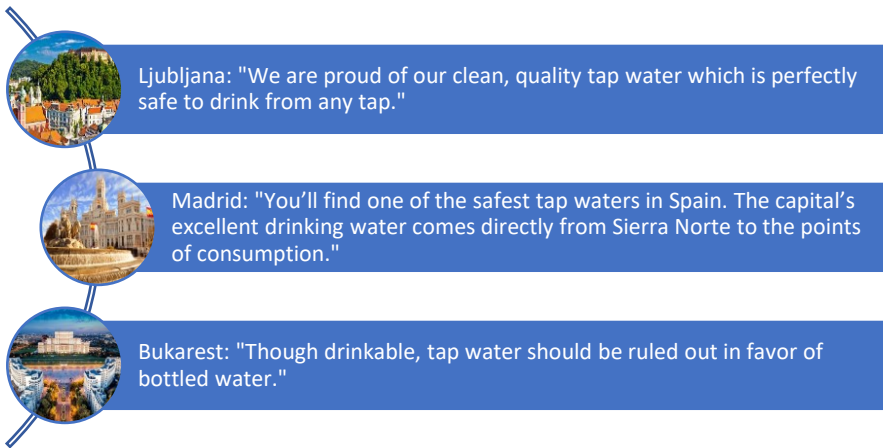 Ljubljana: "We are proud of our clean, quality tap water which is perfectly
safe to drink from any tap."
Madrid: "You’ll find one of the safest tap waters in Spain. The capital’s
excellent drinking water comes directly from Sierra Norte to the points
of consumption."
Bukarest: "Though drinkable, tap water should be ruled out in favor of
bottled water."